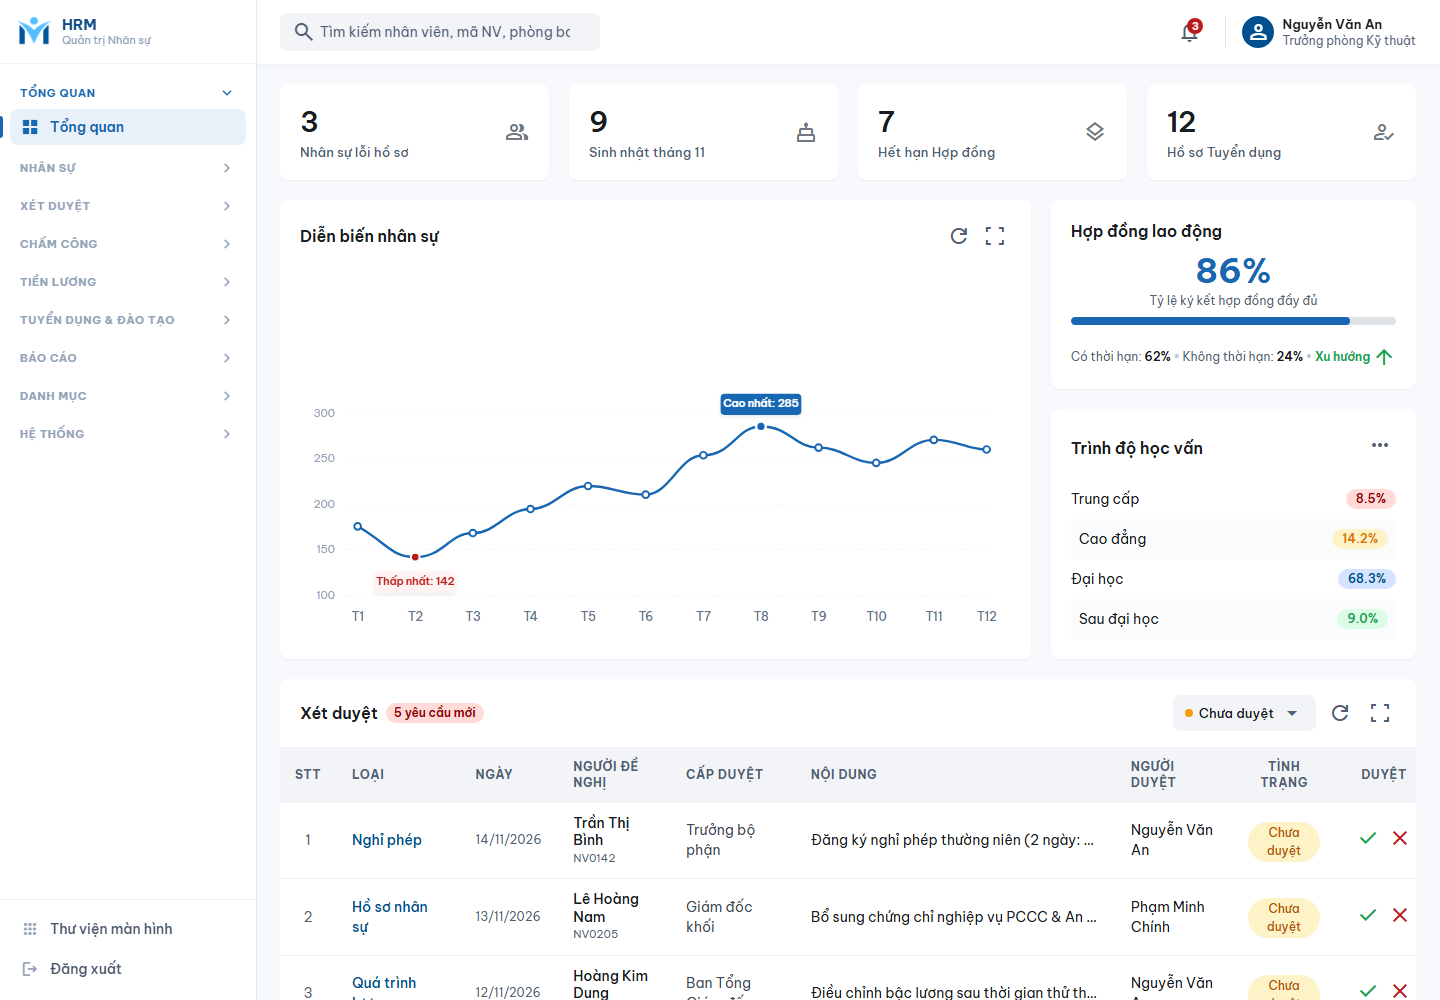 HRM
Quản trị Nhân sự
TỔNG QUAN
Tổng quan
NHÂN SỰ
XÉT DUYỆT
CHẤM CÔNG
TIỀN LƯƠNG
TUYỂN DỤNG & ĐÀO TẠO
BÁO CÁO
DANH MỤC
HỆ THỐNG
Thư viện màn hình
Đăng xuất
Tìm kiếm nhân viên, mã NV, phòng
3
Nguyễn Văn An
Trưởng phòng Kỹ thuật
3
Nhân sự lỗi hồ sơ
9
Sinh nhật tháng 11
7
Hết hạn Hợp đồng
12
Hồ sơ Tuyển dụng
Diễn biến nhân sự
300
250
200
150
100
Cao nhất: 285
Thấp nhất: 142
T1 T2 T3 T4 T5 T6 T7 T8 T9 T10 T11 T12
Hợp đồng lao động
86%
Tỷ lệ ký kết hợp đồng đầy đủ
Có thời hạn: 62% • Không thời hạn: 24% • Xu hướng
Trình độ học vấn
Trung cấp 8.5%
Cao đẳng 14.2%
Đại học 68.3%
Sau đại học 9.0%
Xét duyệt 5 yêu cầu mới
Chưa duyệt
STT LOẠI NGÀY NGƯỜI ĐỀ NGHỊ CẤP DUYỆT NỘI DUNG NGƯỜI DUYỆT TÌNH TRẠNG DUYỆT
1 Nghỉ phép 14/11/2026 Trần Thị Bình NV0142 Trưởng bộ phận Đăng ký nghỉ phép thường niên (2 ngày: ... Nguyễn Văn An Chưa duyệt
2 Hồ sơ nhân sự 13/11/2026 Lê Hoàng Nam NV0205 Giám đốc khối Bổ sung chứng chỉ nghiệp vụ PCCC & An ... Phạm Minh Chính Chưa duyệt
3 Quá trình 12/11/2026 Hoàng Kim Dung Ban Tổng Điều chỉnh bậc lương sau thời gian thử th... Nguyễn Văn Chưa